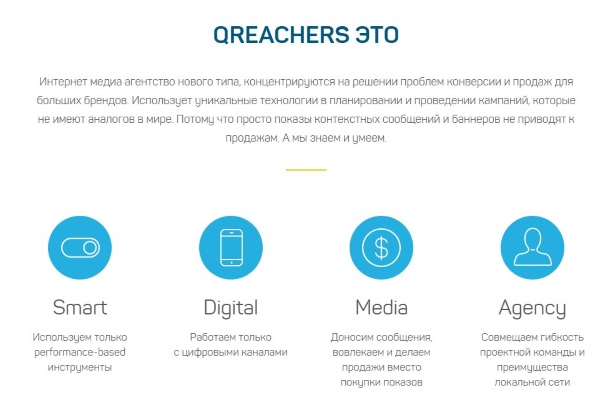 QREACHERS ЭТО
Интернет медиа агентство нового типа, концентрируются на решении проблем конверсии и продаж для
больших брендов. Использует уникальные технологии в планировании и проведении кампаний, которые
не имеют аналогов в мире. Потому что просто показы контекстных сообщений и баннеров не приводят к
продажам. А мы знаем и умеем.
Smart
Используем только
performance-based
инструменты
Digital
Работаем только
с цифровыми каналами
Media
Доносим сообщения,
вовлекаем и делаем
продажи вместо
покупки показов
Agency
Совмещаем гибкость
проектной команды и
преимущества
локальной сети